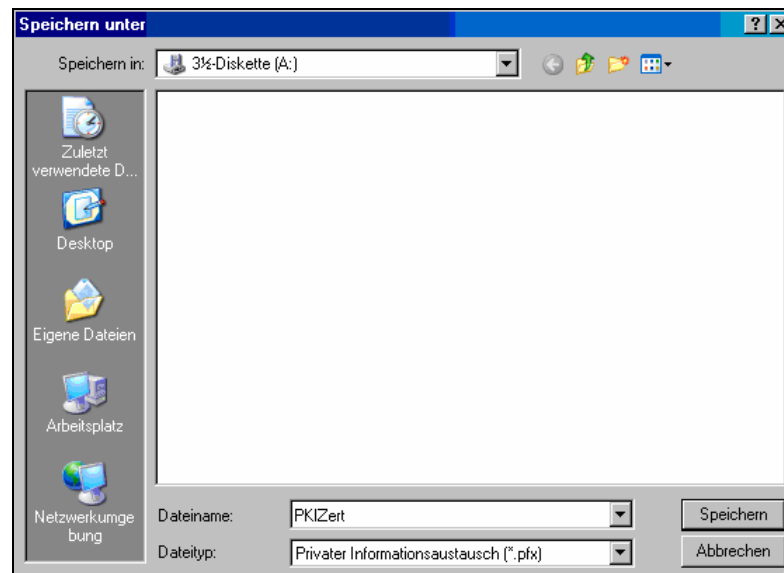 Speichern unter
Speichern in:
3½-Diskette (A:)
Zuletzt
verwendete D...
Desktop
Eigene Dateien
Arbeitsplatz
Netzwerkumge
bung
Dateiname:
PKIZert
Speichern
Dateityp:
Privater Informationsaustausch (*.pfx)
Abbrechen